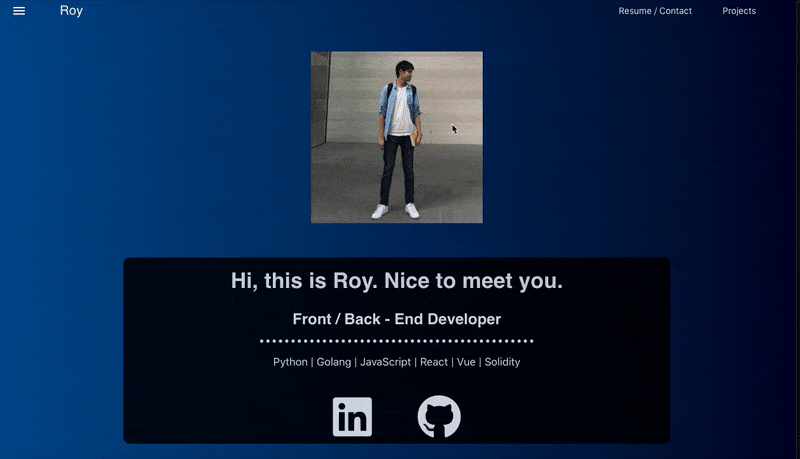 Roy
Resume / Contact
Projects
Hi, this is Roy. Nice to meet you.
Front / Back - End Developer
Python | Golang | JavaScript | React | Vue | Solidity
in